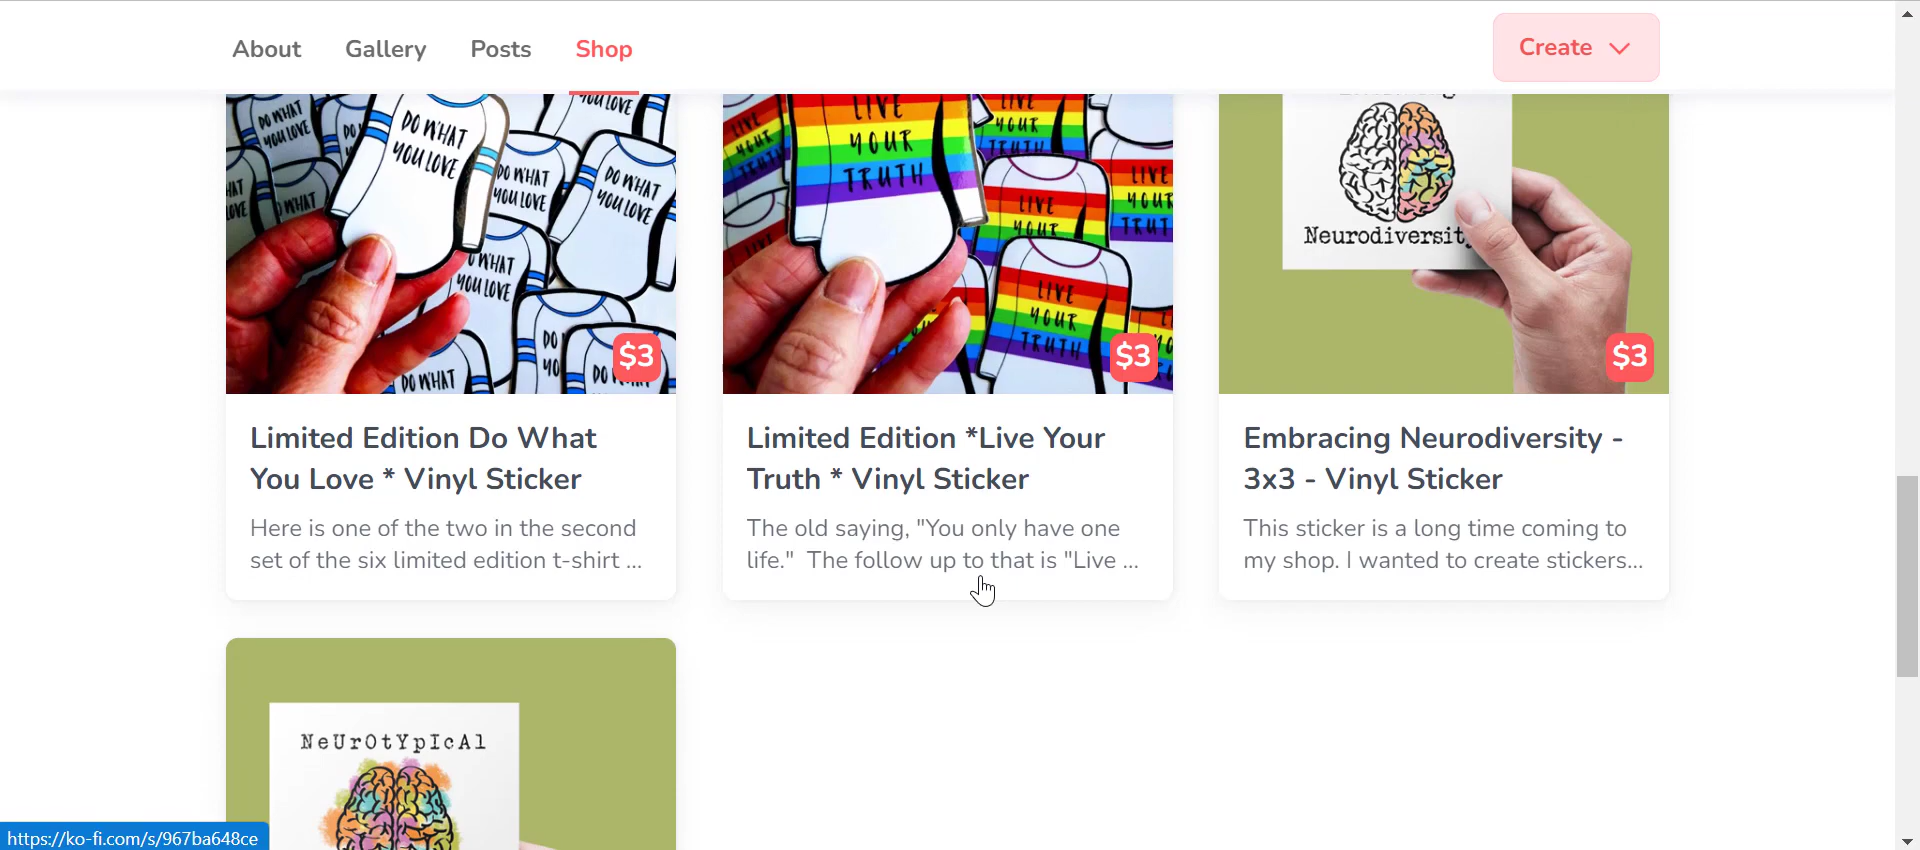 About Gallery Posts Shop Create
DO WHAT
YOU LOVE
LIVE
YOUR
TRUTH
Neurodiversity
$3
$3
$3
Limited Edition Do What
You Love * Vinyl Sticker
Here is one of the two in the second
set of the six limited edition t-shirt ...
Limited Edition *Live Your
Truth * Vinyl Sticker
The old saying, "You only have one
life."  The follow up to that is "Live ...
Embracing Neurodiversity -
3x3 - Vinyl Sticker
This sticker is a long time coming to
my shop. I wanted to create stickers...
NeUrOtYpIcAl
https://ko-fi.com/s/967ba648ce